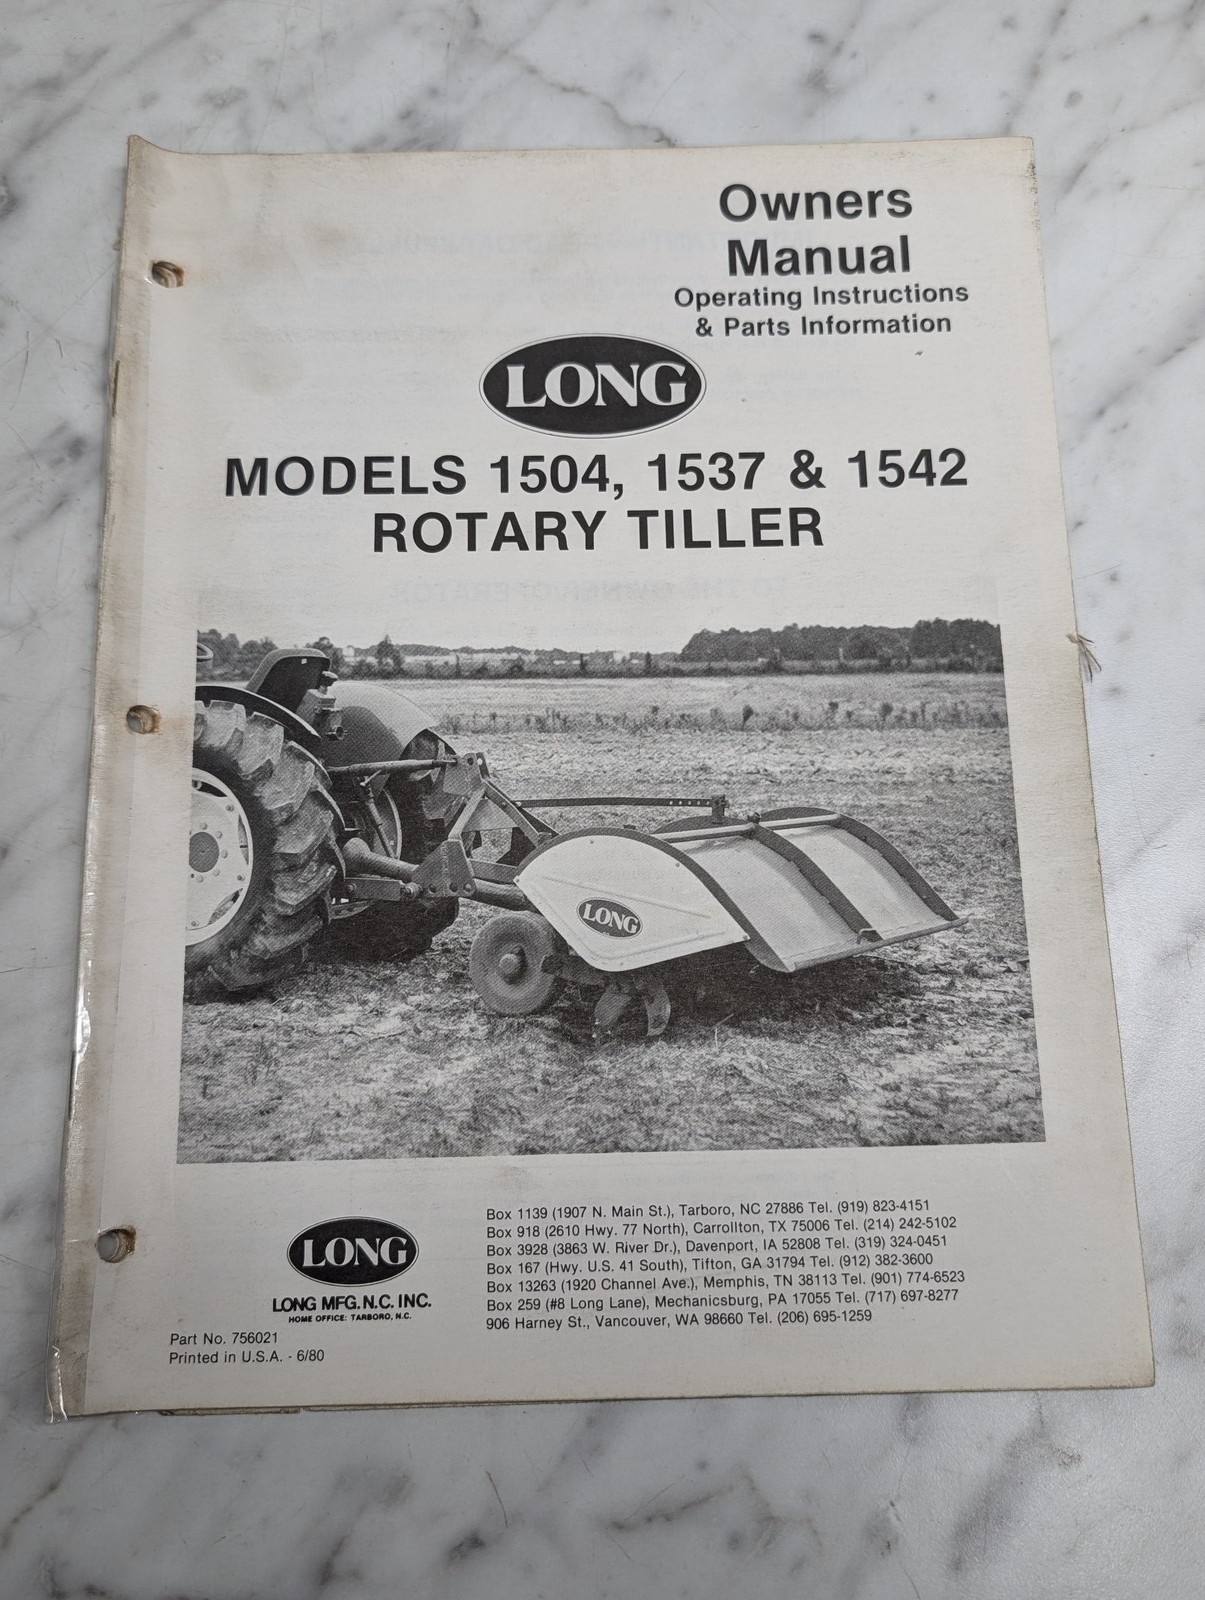 Owners
Manual
Operating Instructions
& Parts Information
LONG
MODELS 1504, 1537 & 1542
ROTARY TILLER
LONG
LONG
LONG MFG. N.C. INC.
HOME OFFICE: TARBORO, N.C.
Part No. 756021
Printed in U.S.A. - 6/80
Box 1139 (1907 N. Main St.), Tarboro, NC 27886 Tel. (919) 823-4151
Box 918 (2610 Hwy. 77 North), Carrollton, TX 75006 Tel. (214) 242-5102
Box 3928 (3863 W. River Dr.), Davenport, IA 52808 Tel. (319) 324-0451
Box 167 (Hwy. U.S. 41 South), Tifton, GA 31794 Tel. (912) 382-3600
Box 13263 (1920 Channel Ave.), Memphis, TN 38113 Tel. (901) 774-6523
Box 259 (#8 Long Lane), Mechanicsburg, PA 17055 Tel. (717) 697-8277
906 Harney St., Vancouver, WA 98660 Tel. (206) 695-1259